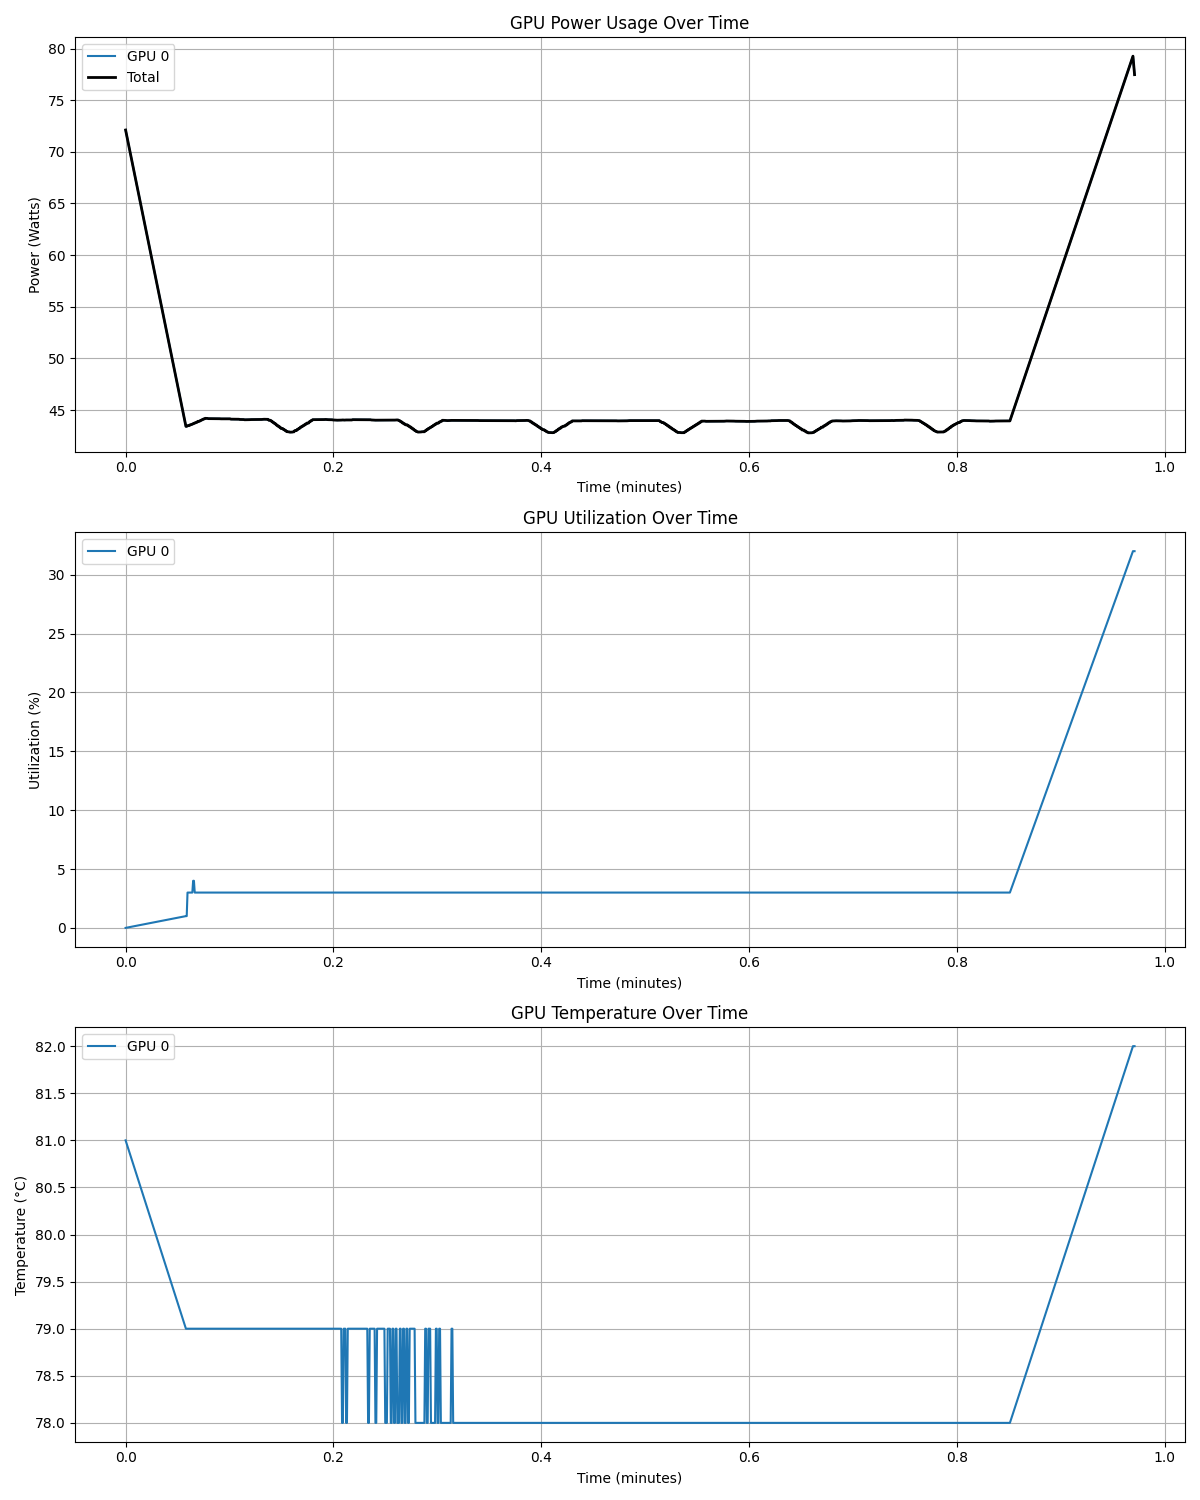 GPU Power Usage Over Time
GPU 0
Total
80
75
70
65
60
55
50
45
Power (Watts)
0.0 0.2 0.4 0.6 0.8 1.0
Time (minutes)
GPU Utilization Over Time
GPU 0
30
25
20
15
10
5
0
Utilization (%)
0.0 0.2 0.4 0.6 0.8 1.0
Time (minutes)
GPU Temperature Over Time
GPU 0
82.0
81.5
81.0
80.5
80.0
79.5
79.0
78.5
78.0
Temperature (°C)
0.0 0.2 0.4 0.6 0.8 1.0
Time (minutes)